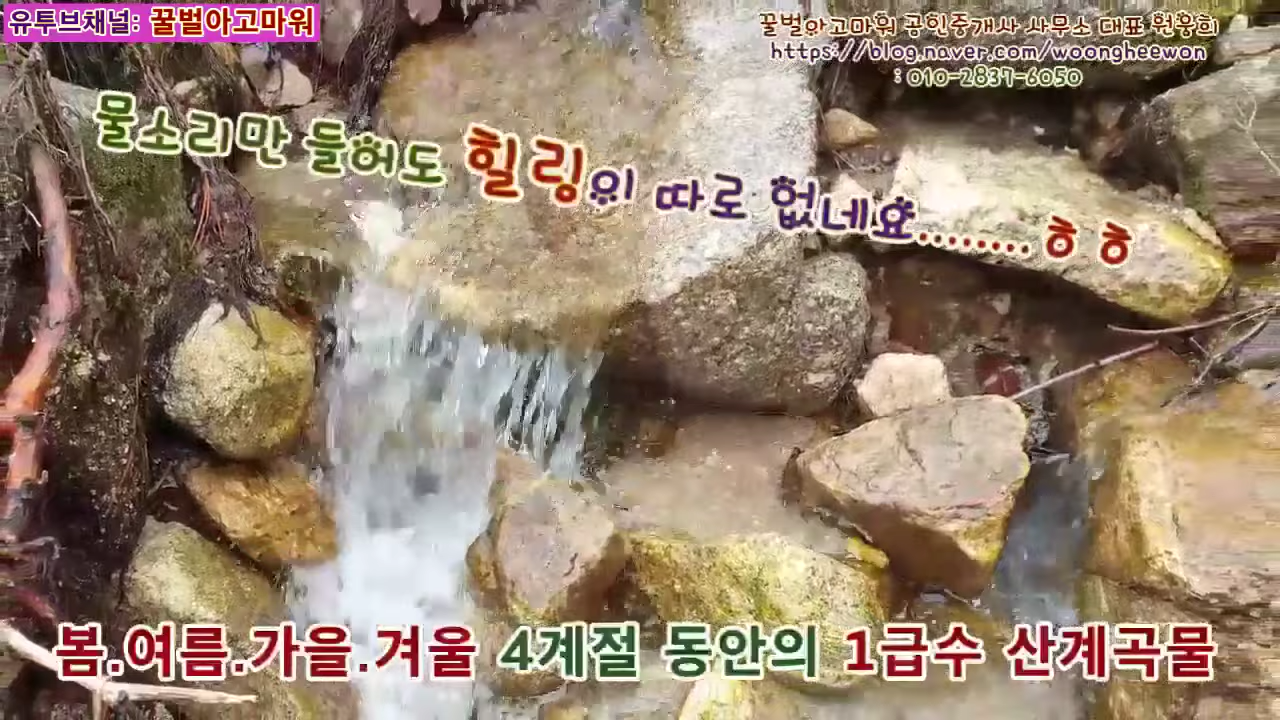 유투브채널: 꿀벌아고마워
꿀벌아고마워 공인중개사 사무소 대표 원웅희
https://blog.naver.com/woongheewon
: 010-2837-6050
물소리만 들허도 힐링의 따로 헚네요........ㅎㅎ
봄.여름.가을.겨울 4계절 동안의 1급수 산계곡물